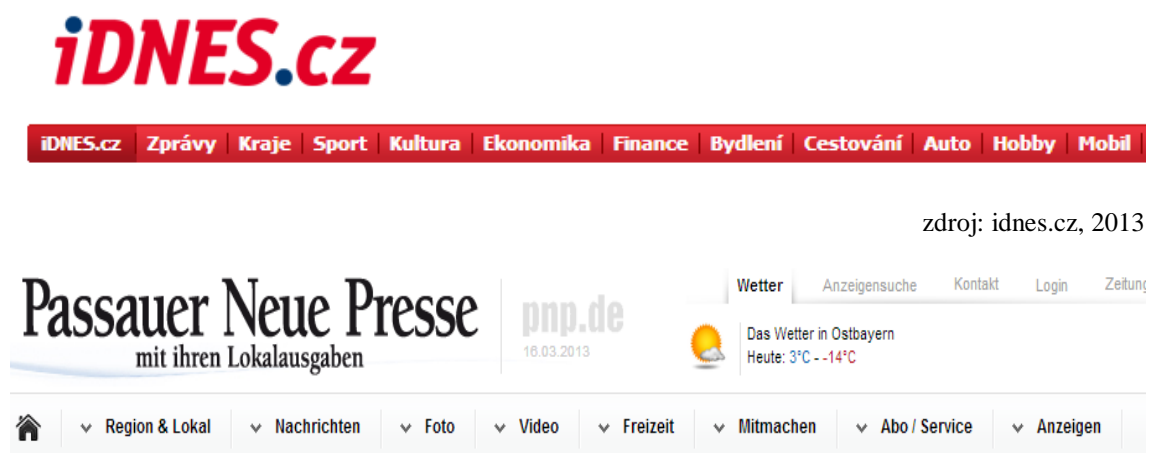 iDNES.cz
iDNES.cz Zprávy Kraje Sport Kultura Ekonomika Finance Bydlení Cestování Auto Hobby Mobil
zdroj: idnes.cz, 2013
Passauer Neue Presse
mit ihren Lokalausgaben
pnp.de
16.03.2013
Wetter Anzeigensuche Kontakt Login Zeitung
Das Wetter in Ostbayern
Heute: 3°C - -14°C
Region & Lokal Nachrichten Foto Video Freizeit Mitmachen Abo / Service Anzeigen